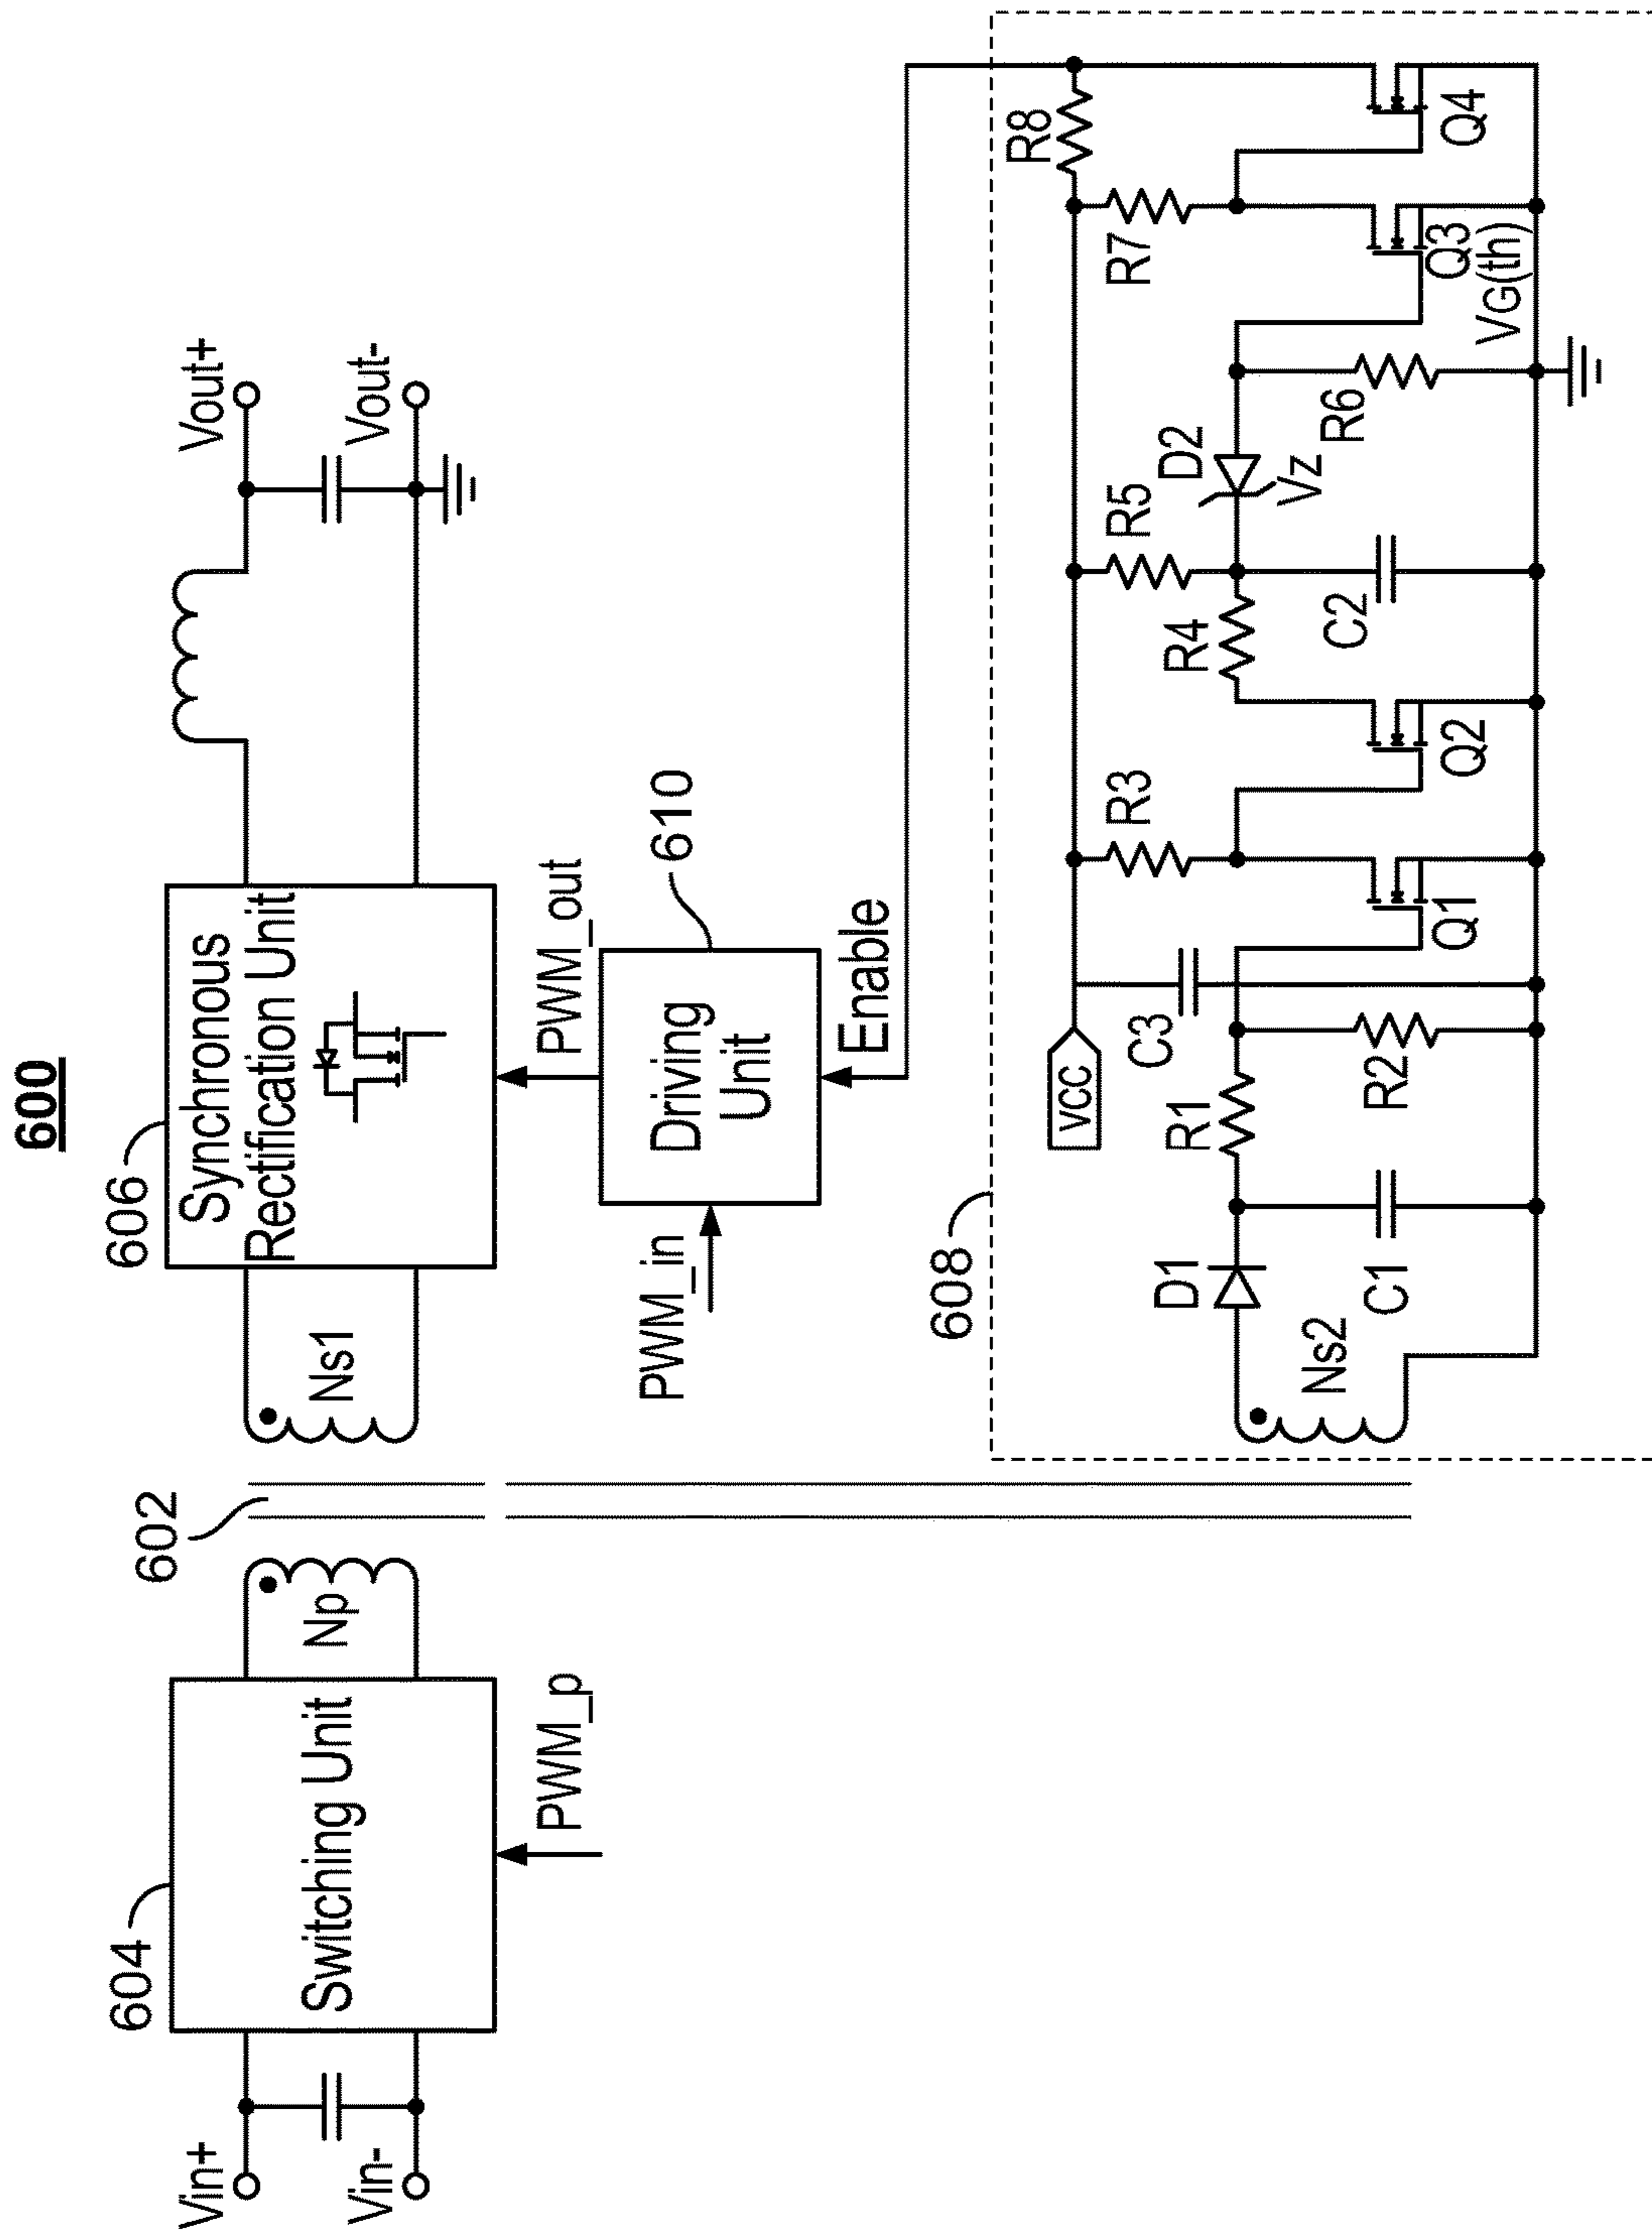 600
604
602
606
Vin+
Vin-
Switching Unit
PWM_p
Np
Ns1
Synchronous
Rectification Unit
Vout+
Vout-
PWM_in
PWM_out
Driving
Unit
610
Enable
608
Ns2
D1
C1
R1
R2
VCC
C3
Q1
R3
Q2
R4
R5
C2
D2
Vz
R6
R7
Q3
VG(th)
R8
Q4